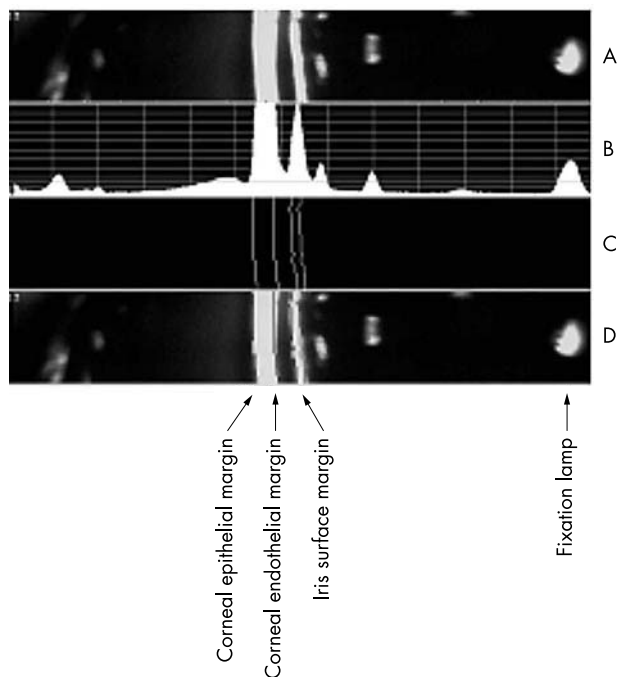 A
B
C
D
Corneal epithelial margin
Corneal endothelial margin
Iris surface margin
Fixation lamp